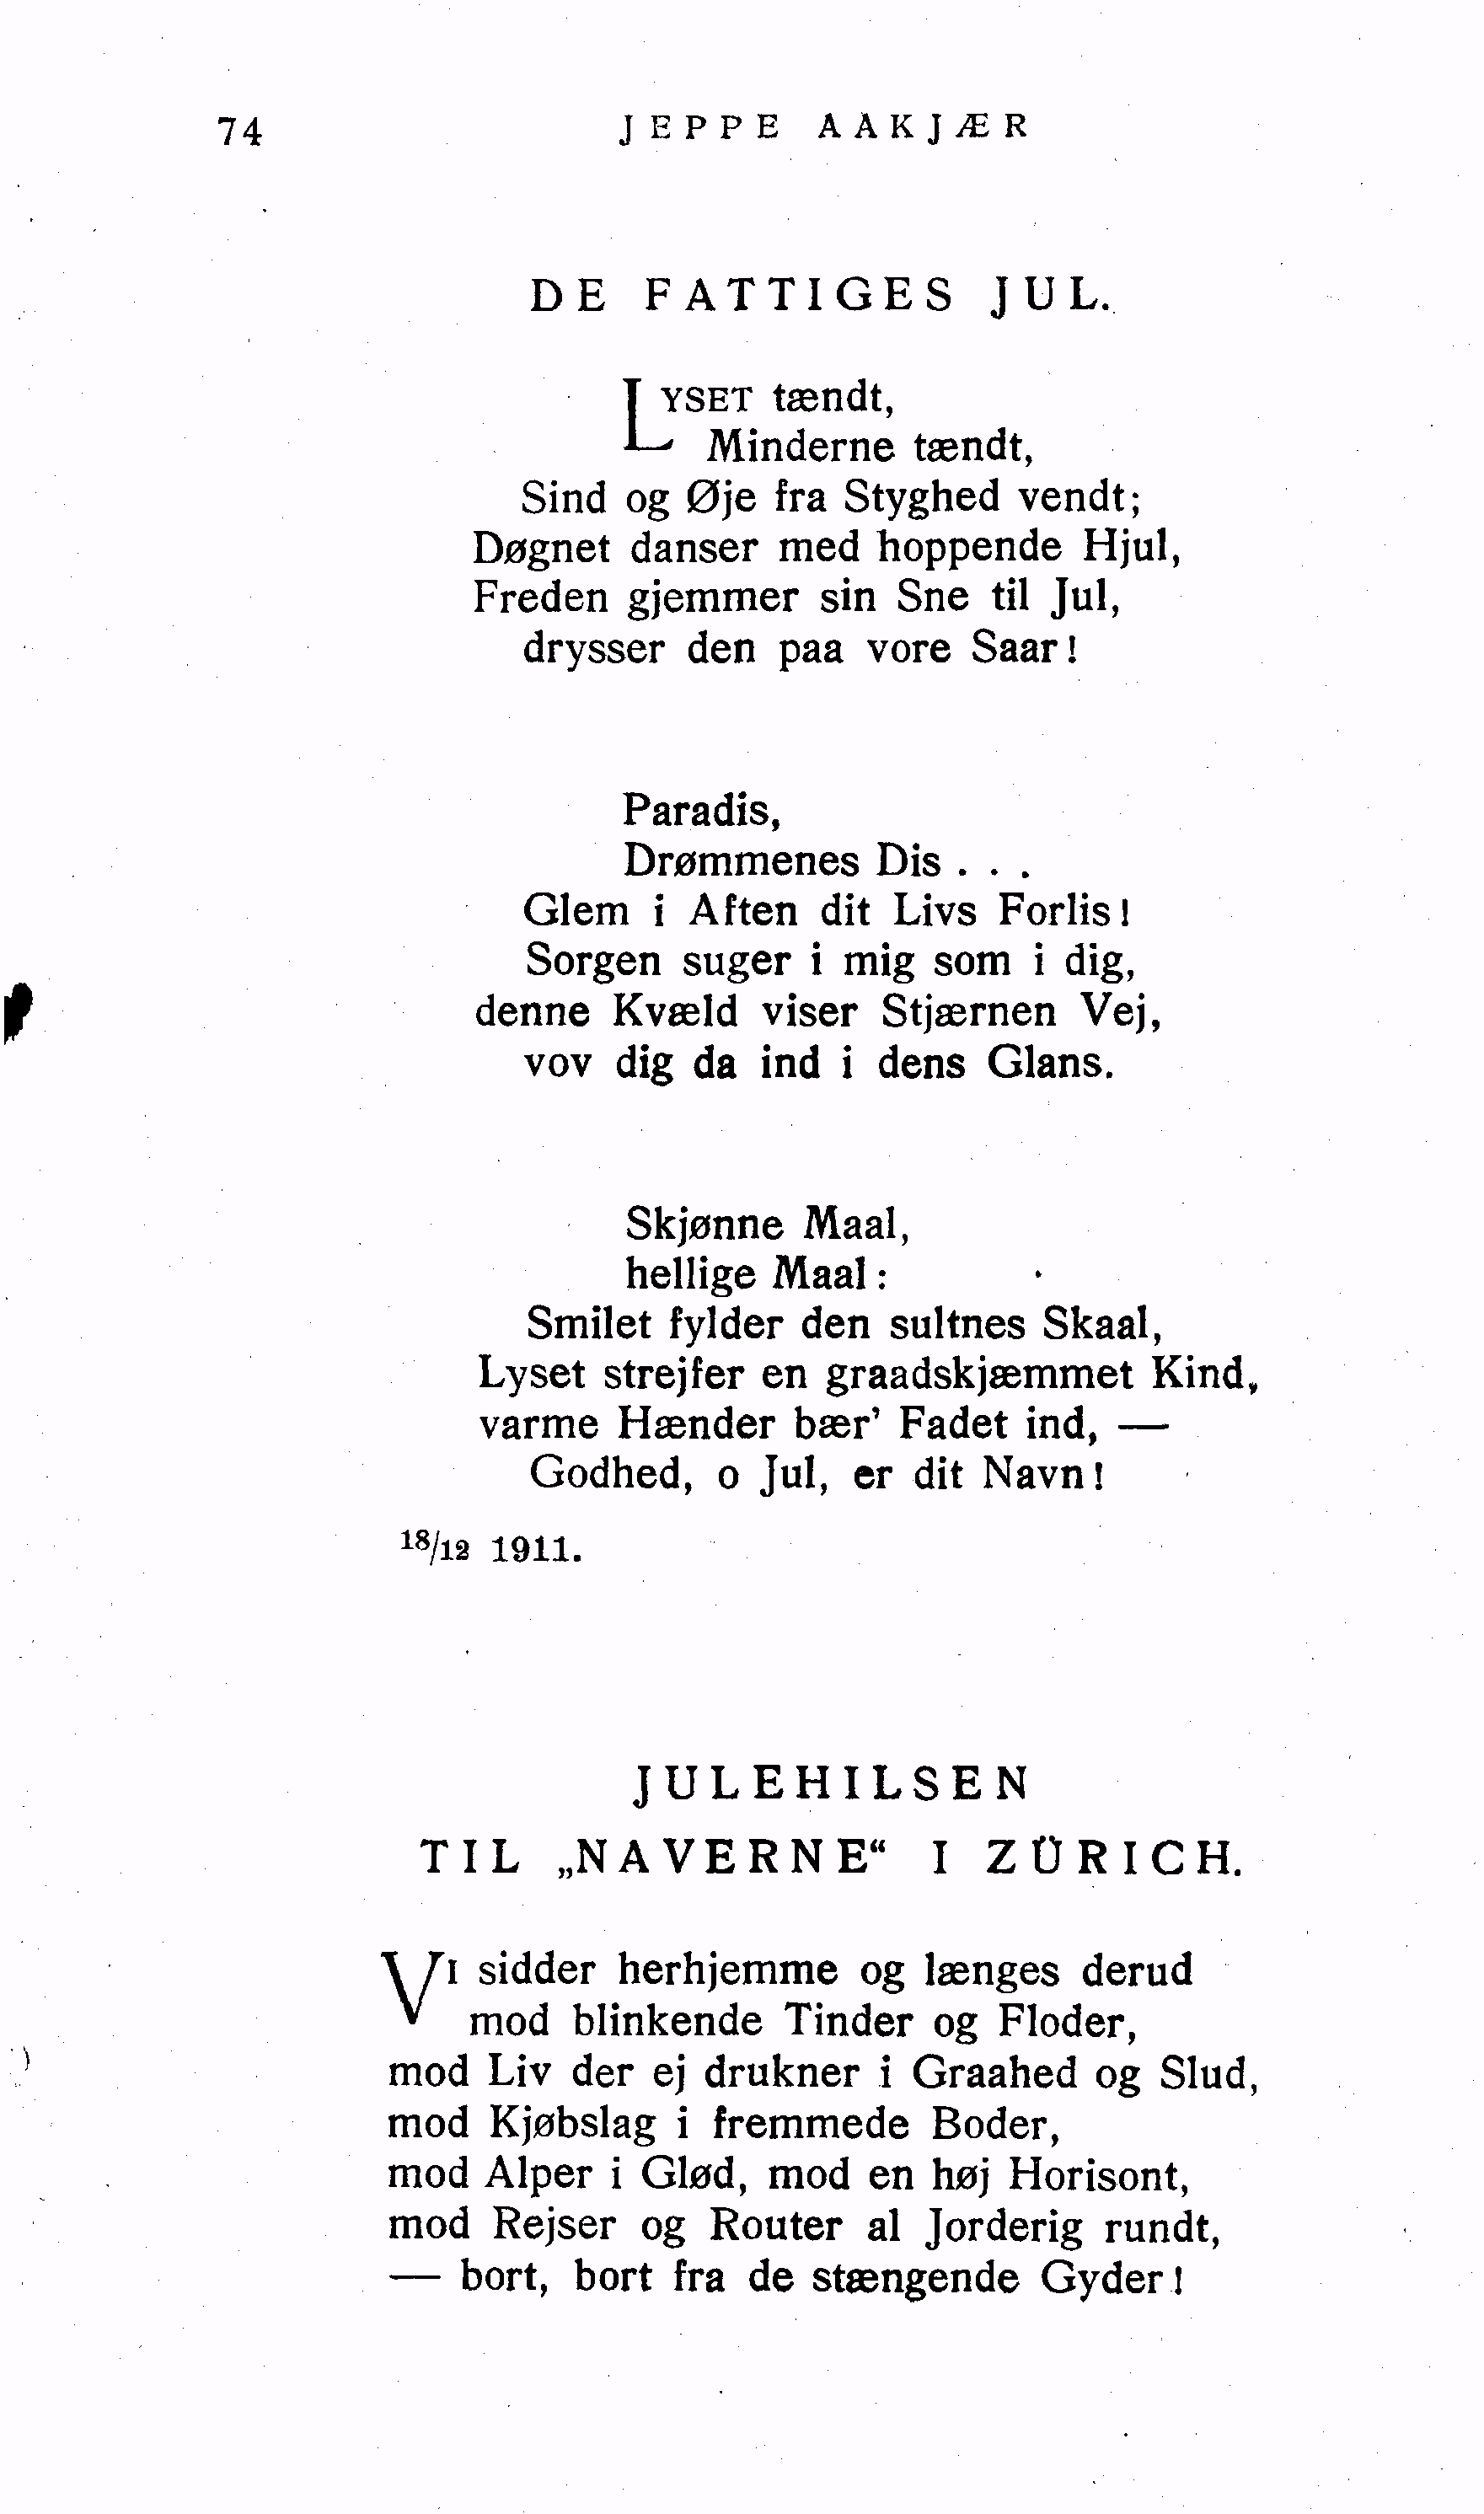 74 JEPPE AAKJÆR
DE FATTIGES JUL.
LYSET tændt,
Minderne tændt,
Sind og Øje fra Styghed vendt;
Døgnet danser med hoppende Hjul,
Freden gjemmer sin Sne til Jul,
drysser den paa vore Saar!
Paradis,
Drømmenes Dis . . .
Glem i Aften dit Livs Forlis!
Sorgen suger i mig som i dig,
denne Kvæld viser Stjærnen Vej,
vov dig da ind i dens Glans.
Skjønne Maal,
hellige Maal:
Smilet fylder den sultnes Skaal,
Lyset strejfer en graadskjæmmet Kind,
varme Hænder bær' Fadet ind, —
Godhed, o Jul, er dit Navn!
18/12 1911.
JULEHILSEN
TIL „NAVERNE“ I ZÜRICH.
VI sidder herhjemme og længes derud
mod blinkende Tinder og Floder,
mod Liv der ej drukner i Graahed og Slud,
mod Kjøbslag i fremmede Boder,
mod Alper i Glød, mod en høj Horisont,
mod Rejser og Router al Jorderig rundt,
— bort, bort fra de stængende Gyder!